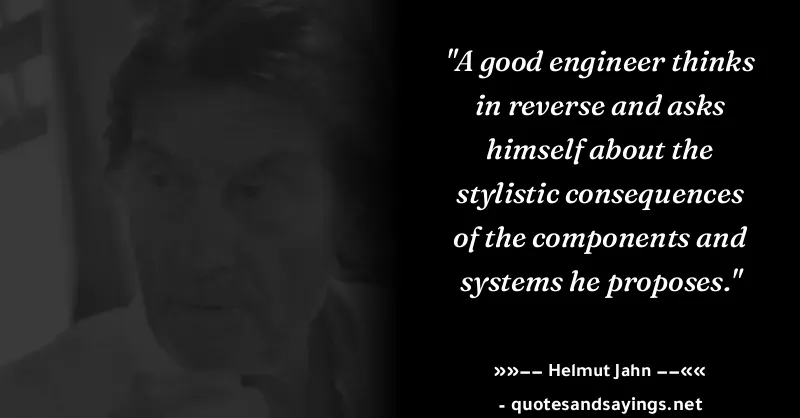 "A good engineer thinks
in reverse and asks
himself about the
stylistic consequences
of the components and
systems he proposes."
»»–– Helmut Jahn ––««
- quotesandsayings.net